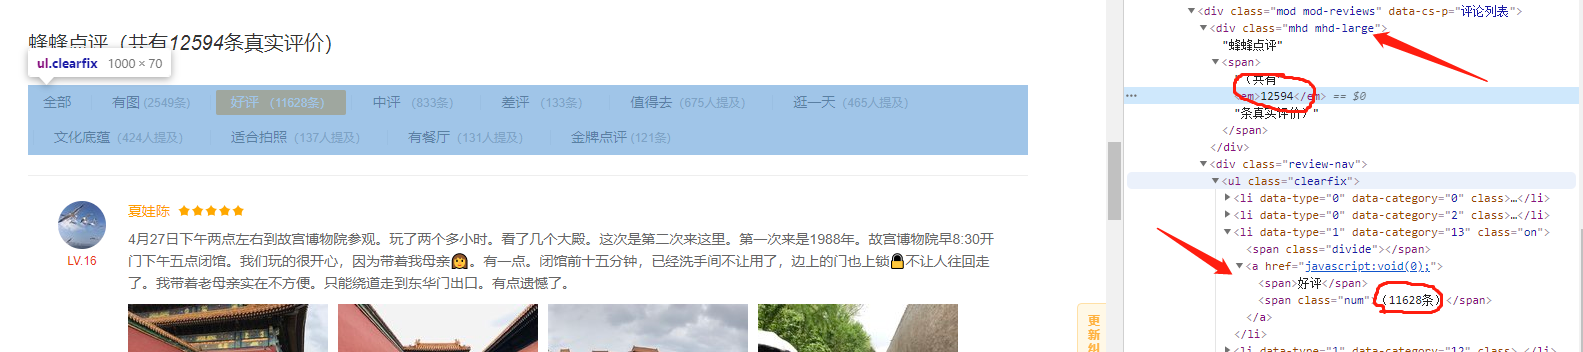 蜂蜂点评（共有12594条真实评价）
ul.clearfix 1000 × 70
全部 有图 (2549条) 好评 （11628条） 中评 (833条) 差评 (133条) 值得去 (675人提及) 逛一天 (465人提及)
文化底蕴 (424人提及) 适合拍照 (137人提及) 有餐厅 (131人提及) 金牌点评 (121条)
夏娃陈
LV.16
4月27日下午两点左右到故宫博物院参观。玩了两个多小时。看了几个大殿。这次是第二次来这里。第一次来是1988年。故宫博物院早8:30开
门下午五点闭馆。我们玩的很开心，因为带着我母亲👩。有一点。闭馆前十五分钟，已经洗手间不让用了，边上的门也上锁🔒不让人往回走
了。我带着老母亲实在不方便。只能绕道走到东华门出口。有点遗憾了。
更
新
纠
<div class="mod mod-reviews" data-cs-p="评论列表">
<div class="mhd mhd-large">
"蜂蜂点评"
<span>
"（共有"
<em>12594</em> == $0
"条真实评价）"
</span>
</div>
<div class="review-nav">
<ul class="clearfix">
<li data-type="0" data-category="0" class>…</li>
<li data-type="0" data-category="2" class>…</li>
<li data-type="1" data-category="13" class="on">
<span class="divide"></span>
<a href="javascript:void(0);">
<span>好评</span>
<span class="num">（11628条）</span>
</a>
</li>
<li data-type="1" data-category="12" class>…</li>